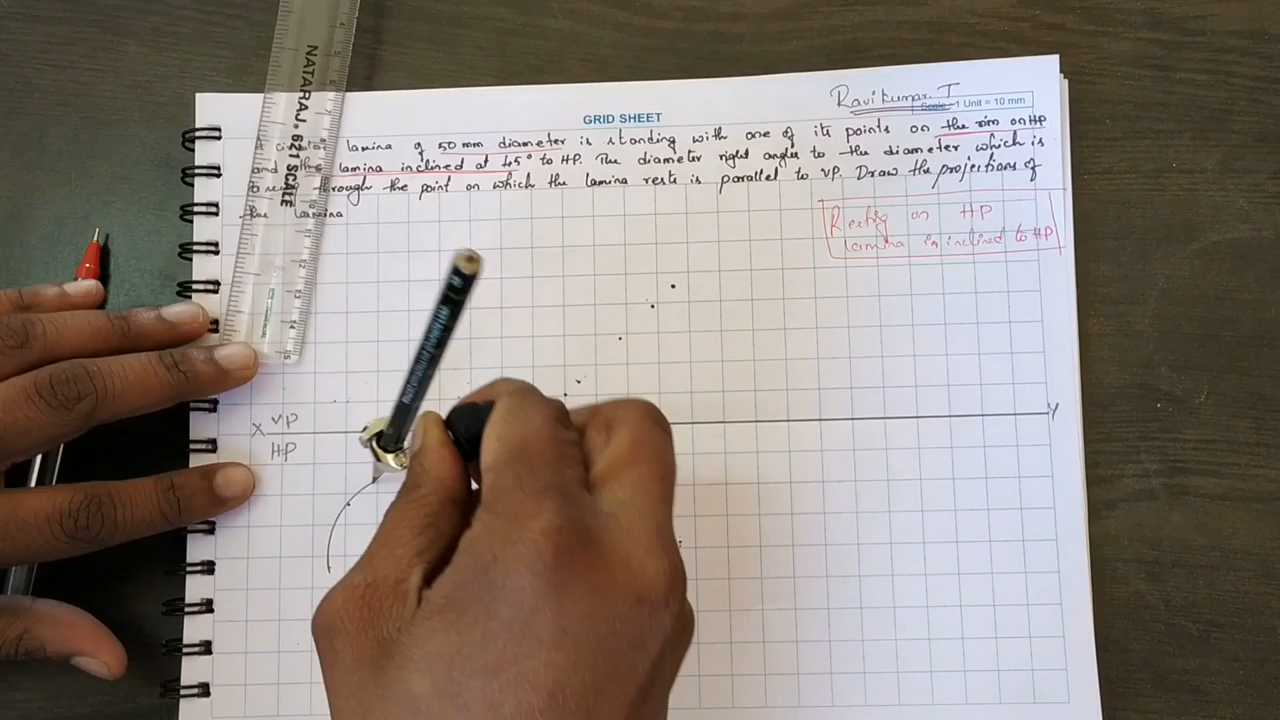 NATARAJ 621 SCALE
Ravikumar. T
Scale - 1 Unit = 10 mm
GRID SHEET
lamina of 50 mm diameter is standing with one of its points on the rim on HP
and the lamina inclined at 45° to HP. The diameter right angles to the diameter which is
through the point on which the lamina rests is parallel to VP. Draw the projections of
the lamina
Resting on HP
lamina is inclined to HP
X VP Y
HP